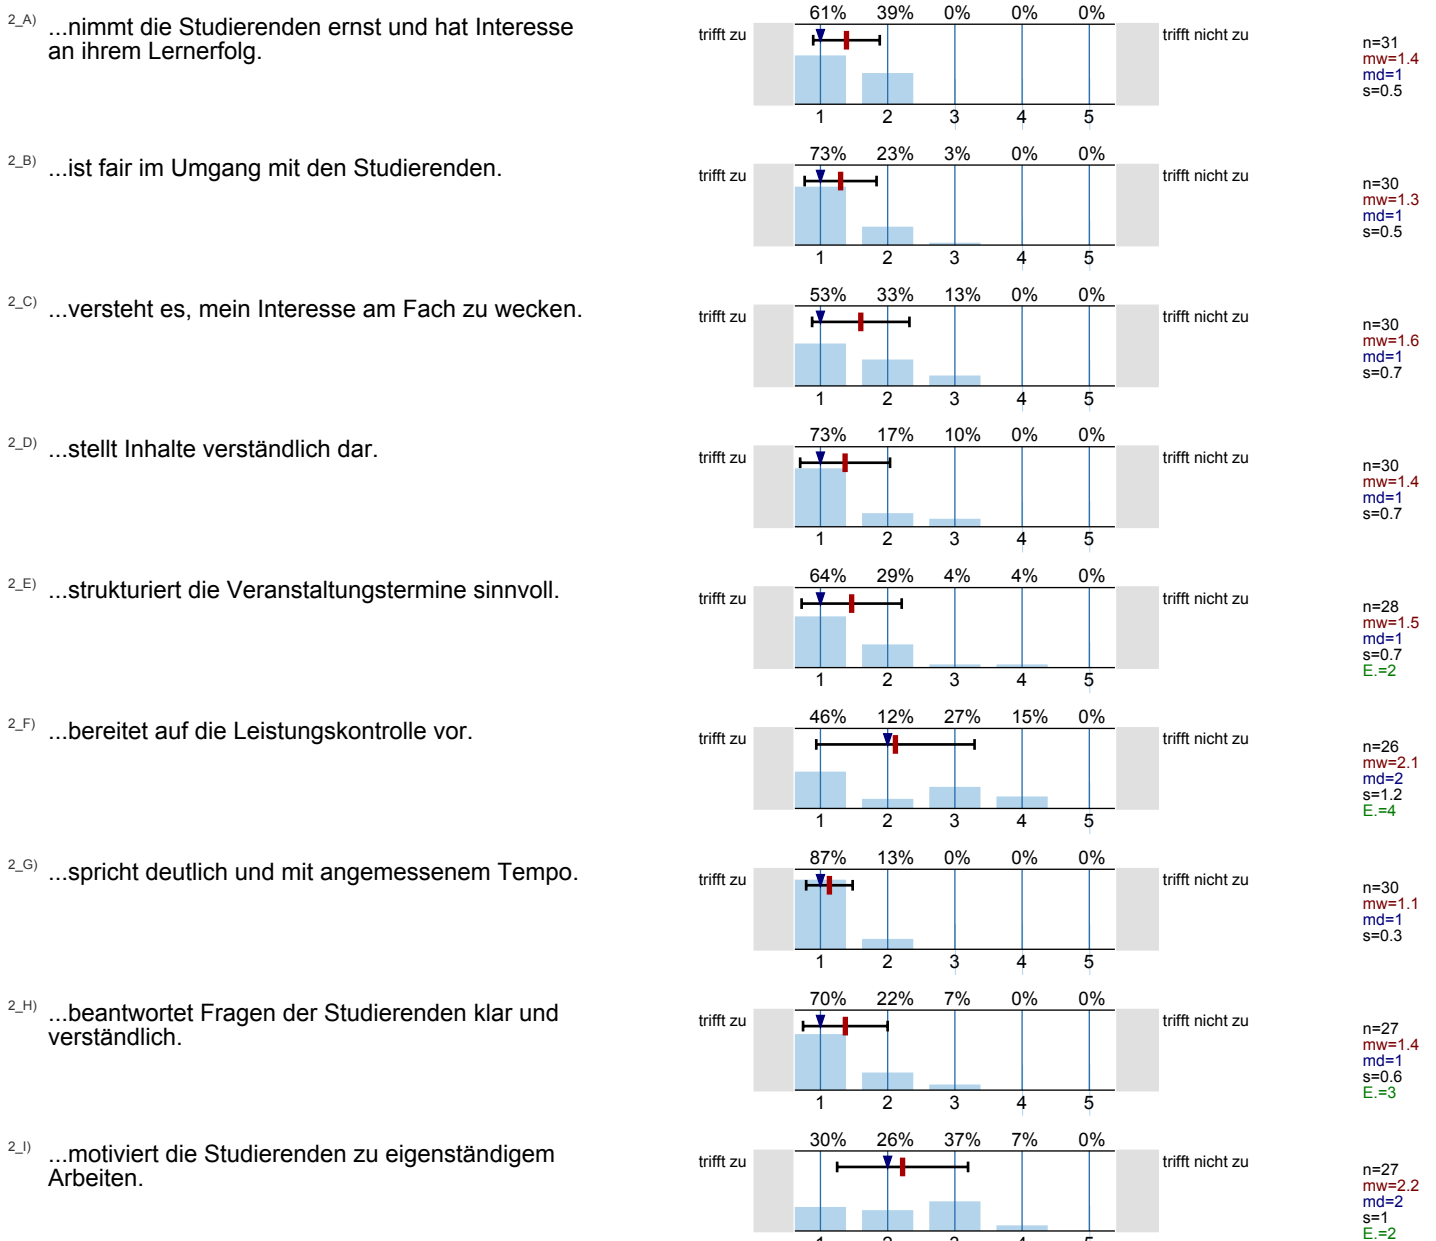 2_A) ...nimmt die Studierenden ernst und hat Interesse
an ihrem Lernerfolg.
61% 39% 0% 0% 0%
trifft zu trifft nicht zu
1 2 3 4 5
n=31
mw=1.4
md=1
s=0.5
2_B) ...ist fair im Umgang mit den Studierenden.
73% 23% 3% 0% 0%
trifft zu trifft nicht zu
1 2 3 4 5
n=30
mw=1.3
md=1
s=0.5
2_C) ...versteht es, mein Interesse am Fach zu wecken.
53% 33% 13% 0% 0%
trifft zu trifft nicht zu
1 2 3 4 5
n=30
mw=1.6
md=1
s=0.7
2_D) ...stellt Inhalte verständlich dar.
73% 17% 10% 0% 0%
trifft zu trifft nicht zu
1 2 3 4 5
n=30
mw=1.4
md=1
s=0.7
2_E) ...strukturiert die Veranstaltungstermine sinnvoll.
64% 29% 4% 4% 0%
trifft zu trifft nicht zu
1 2 3 4 5
n=28
mw=1.5
md=1
s=0.7
E.=2
2_F) ...bereitet auf die Leistungskontrolle vor.
46% 12% 27% 15% 0%
trifft zu trifft nicht zu
1 2 3 4 5
n=26
mw=2.1
md=2
s=1.2
E.=4
2_G) ...spricht deutlich und mit angemessenem Tempo.
87% 13% 0% 0% 0%
trifft zu trifft nicht zu
1 2 3 4 5
n=30
mw=1.1
md=1
s=0.3
2_H) ...beantwortet Fragen der Studierenden klar und
verständlich.
70% 22% 7% 0% 0%
trifft zu trifft nicht zu
1 2 3 4 5
n=27
mw=1.4
md=1
s=0.6
E.=3
2_I) ...motiviert die Studierenden zu eigenständigem
Arbeiten.
30% 26% 37% 7% 0%
trifft zu trifft nicht zu
1 2 3 4 5
n=27
mw=2.2
md=2
s=1
E.=2